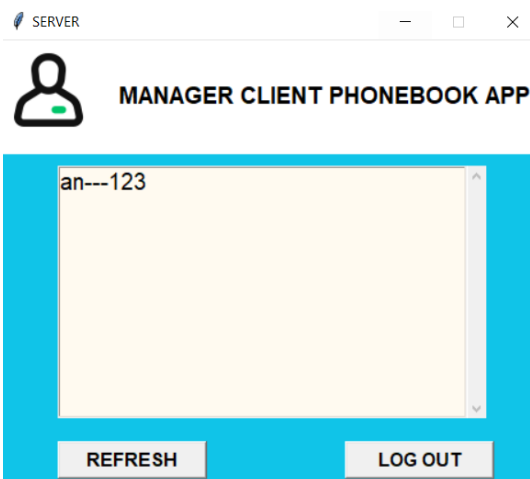 SERVER
MANAGER CLIENT PHONEBOOK APP
an---123
REFRESH
LOG OUT